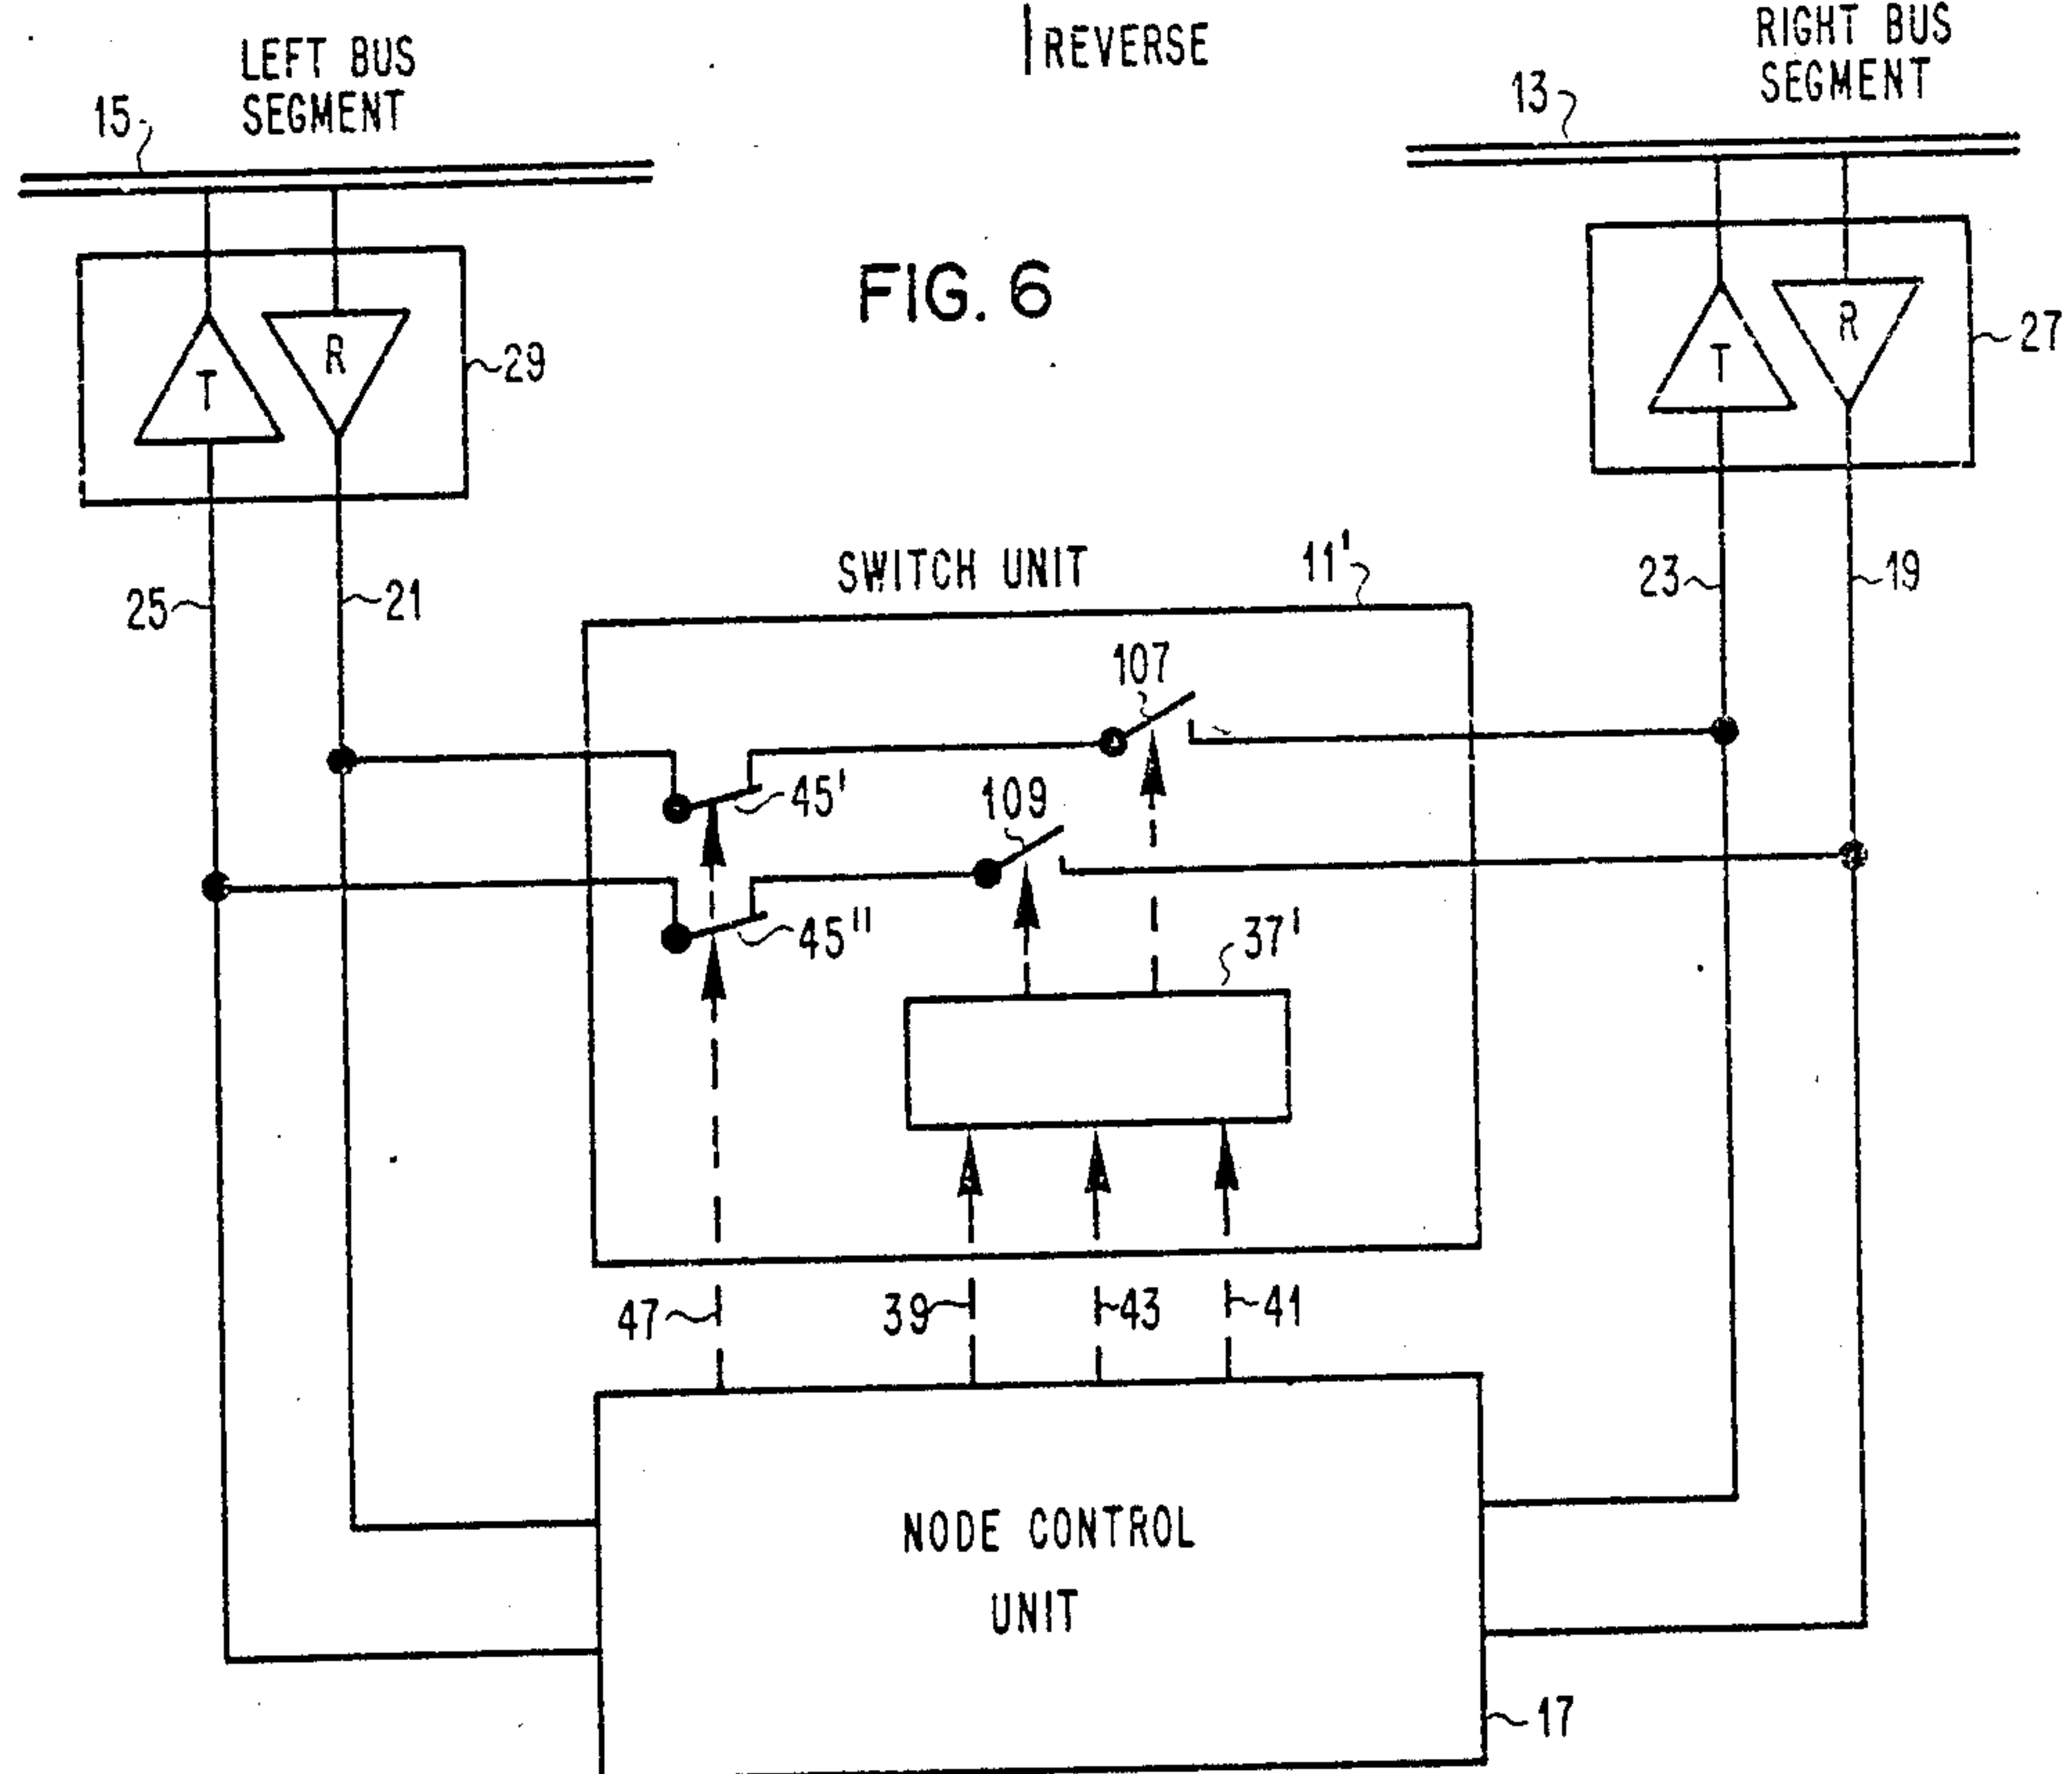 REVERSE
LEFT BUS
SEGMENT
RIGHT BUS
SEGMENT
15
13
FIG. 6
T
R
29
T
R
27
25
21
SWITCH UNIT
11'
23
19
107
45'
109
45"
37'
47
39
43
41
NODE CONTROL
UNIT
17